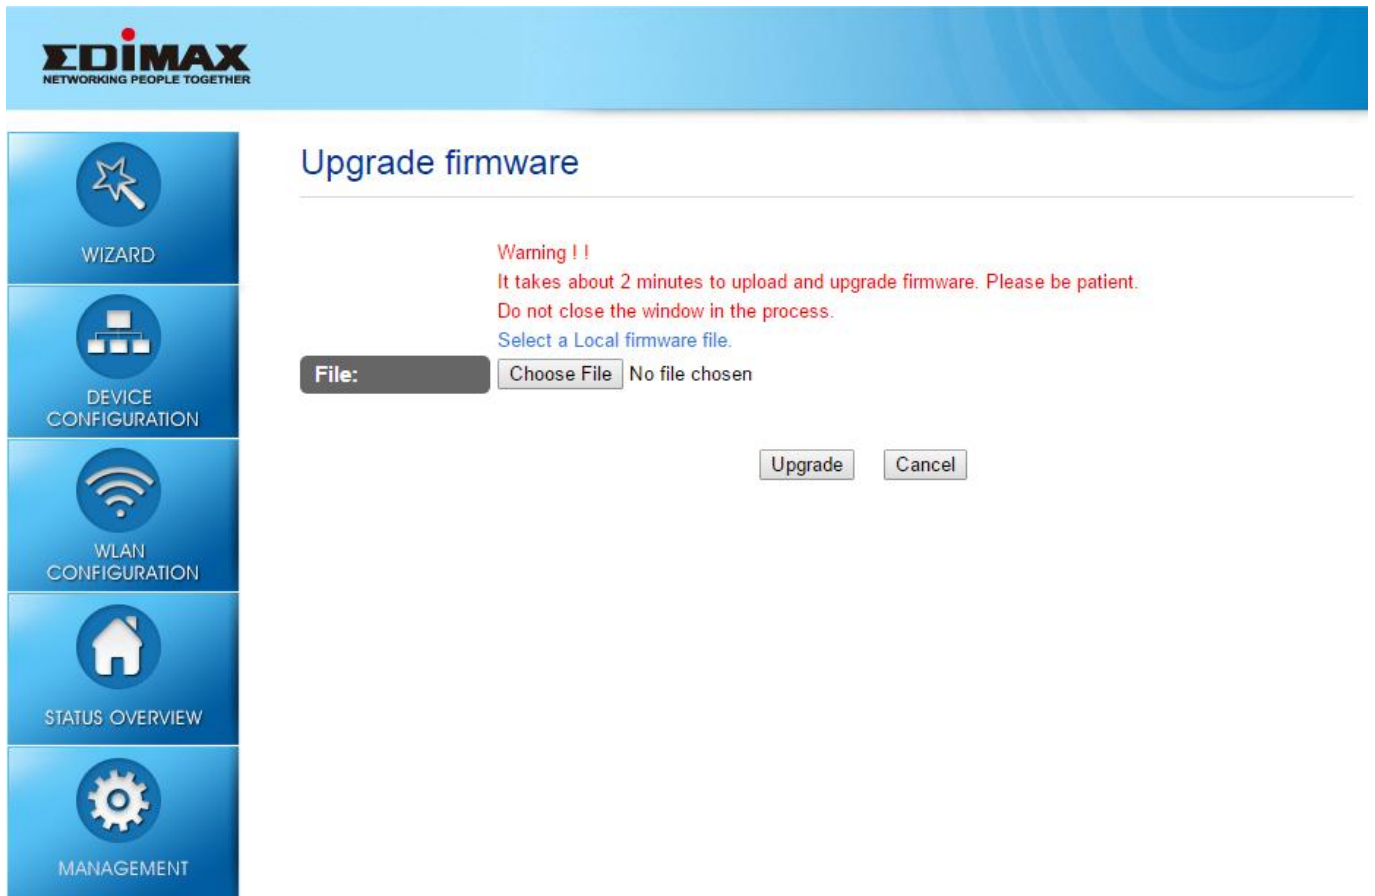 EDIMAX
NETWORKING PEOPLE TOGETHER
WIZARD
DEVICE
CONFIGURATION
WLAN
CONFIGURATION
STATUS OVERVIEW
MANAGEMENT
Upgrade firmware
Warning ! !
It takes about 2 minutes to upload and upgrade firmware. Please be patient.
Do not close the window in the process.
Select a Local firmware file.
File: Choose File No file chosen
Upgrade Cancel